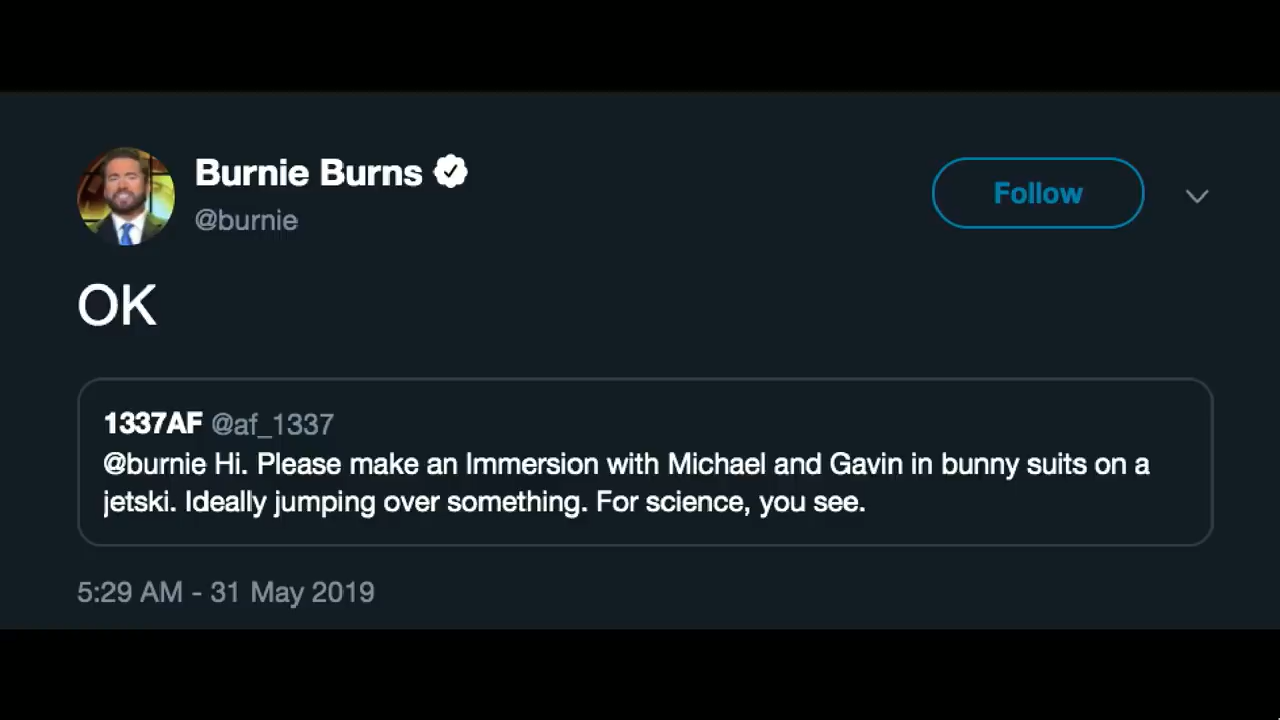 Burnie Burns
@burnie
Follow
OK
1337AF @af_1337
@burnie Hi. Please make an Immersion with Michael and Gavin in bunny suits on a
jetski. Ideally jumping over something. For science, you see.
5:29 AM - 31 May 2019